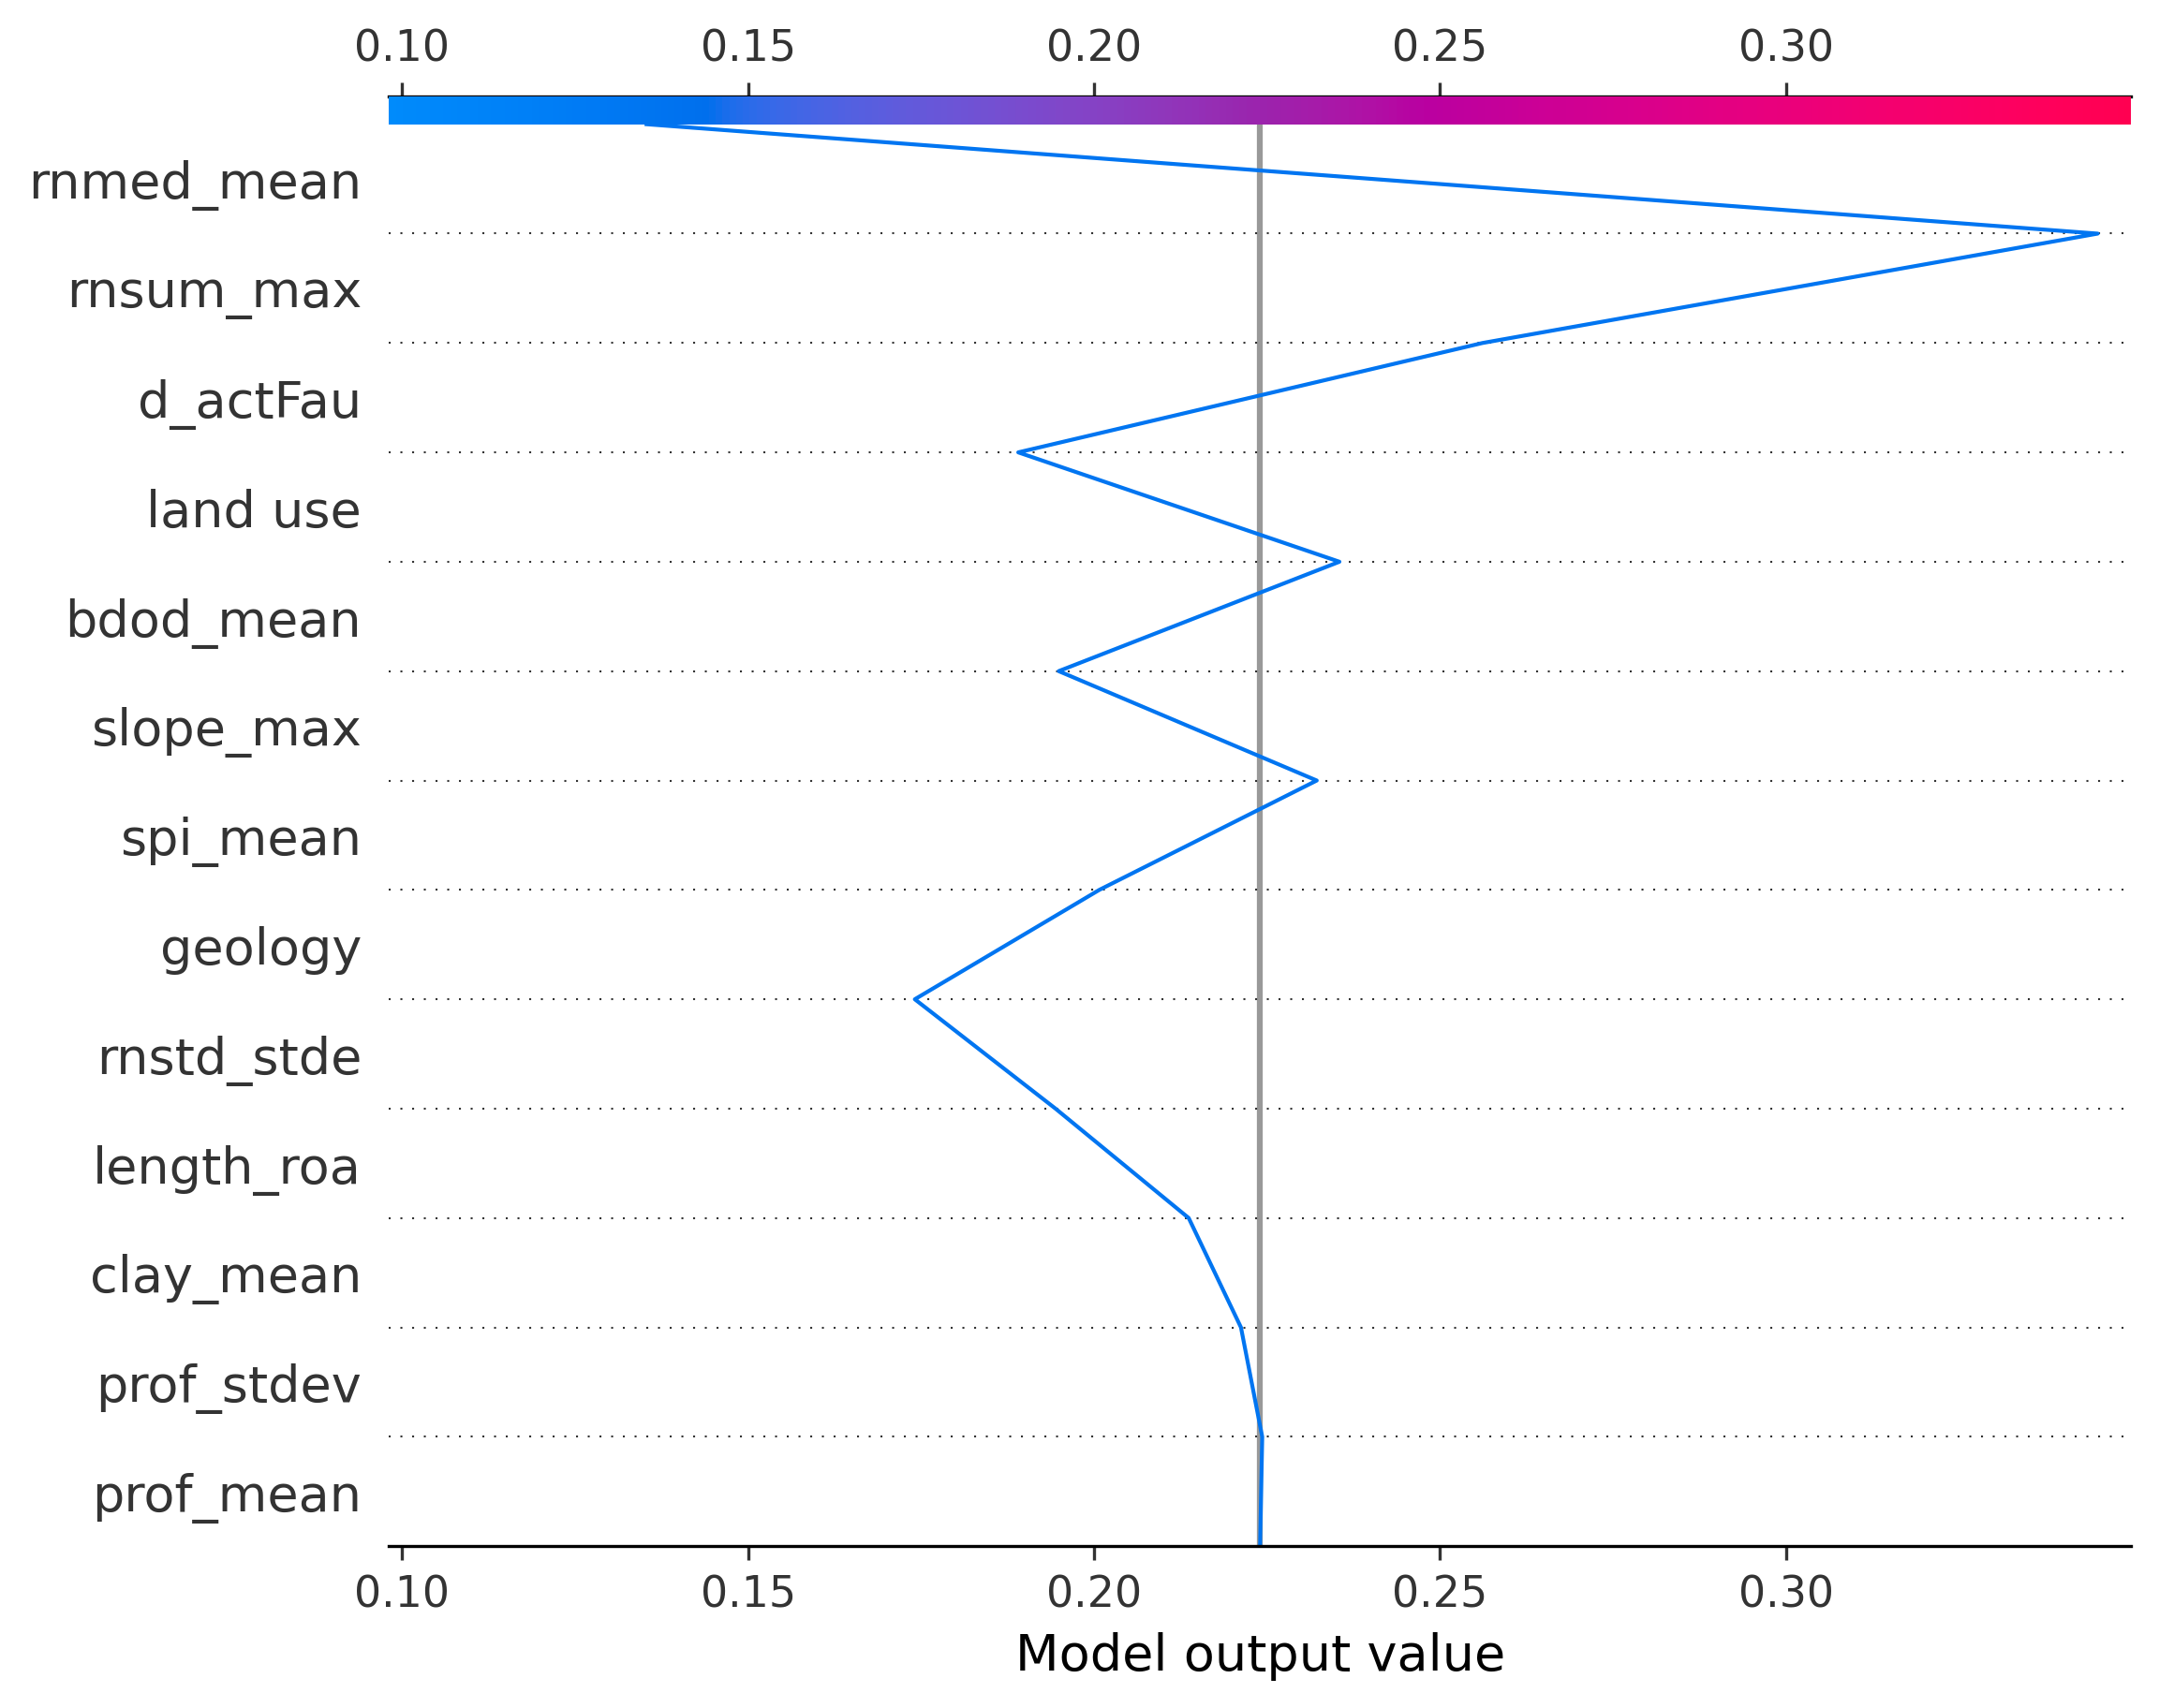 0.10 0.15 0.20 0.25 0.30
rnmed_mean
rnsum_max
d_actFau
land use
bdod_mean
slope_max
spi_mean
geology
rnstd_stde
length_roa
clay_mean
prof_stdev
prof_mean
0.10 0.15 0.20 0.25 0.30
Model output value